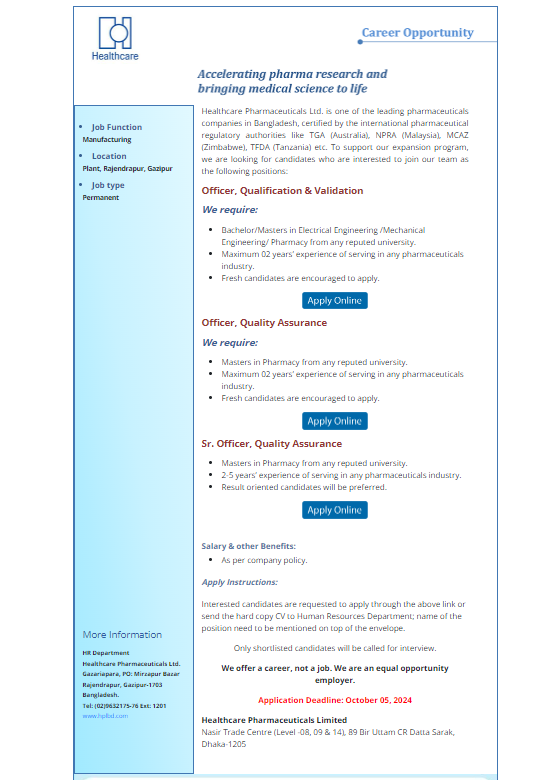 Healthcare
Career Opportunity
Accelerating pharma research and
bringing medical science to life
• Job Function
Manufacturing
• Location
Plant, Rajendrapur, Gazipur
• Job type
Permanent
Healthcare Pharmaceuticals Ltd. is one of the leading pharmaceuticals
companies in Bangladesh, certified by the international pharmaceutical
regulatory authorities like TGA (Australia), NPRA (Malaysia), MCAZ
(Zimbabwe), TFDA (Tanzania) etc. To support our expansion program,
we are looking for candidates who are interested to join our team as
the following positions:
Officer, Qualification & Validation
We require:
• Bachelor/Masters in Electrical Engineering /Mechanical
Engineering/ Pharmacy from any reputed university.
• Maximum 02 years' experience of serving in any pharmaceuticals
industry.
• Fresh candidates are encouraged to apply.
Apply Online
Officer, Quality Assurance
We require:
• Masters in Pharmacy from any reputed university.
• Maximum 02 years' experience of serving in any pharmaceuticals
industry.
• Fresh candidates are encouraged to apply.
Apply Online
Sr. Officer, Quality Assurance
• Masters in Pharmacy from any reputed university.
• 2-5 years' experience of serving in any pharmaceuticals industry.
• Result oriented candidates will be preferred.
Apply Online
Salary & other Benefits:
• As per company policy.
Apply Instructions:
Interested candidates are requested to apply through the above link or
send the hard copy CV to Human Resources Department; name of the
position need to be mentioned on top of the envelope.
Only shortlisted candidates will be called for interview.
We offer a career, not a job. We are an equal opportunity
employer.
Application Deadline: October 05, 2024
Healthcare Pharmaceuticals Limited
Nasir Trade Centre (Level -08, 09 & 14), 89 Bir Uttam CR Datta Sarak,
Dhaka-1205
More Information
HR Department
Healthcare Pharmaceuticals Ltd.
Gazariapara, PO: Mirzapur Bazar
Rajendrapur, Gazipur-1703
Bangladesh.
Tel: (02)9632175-76 Ext: 1201
www.hplbd.com